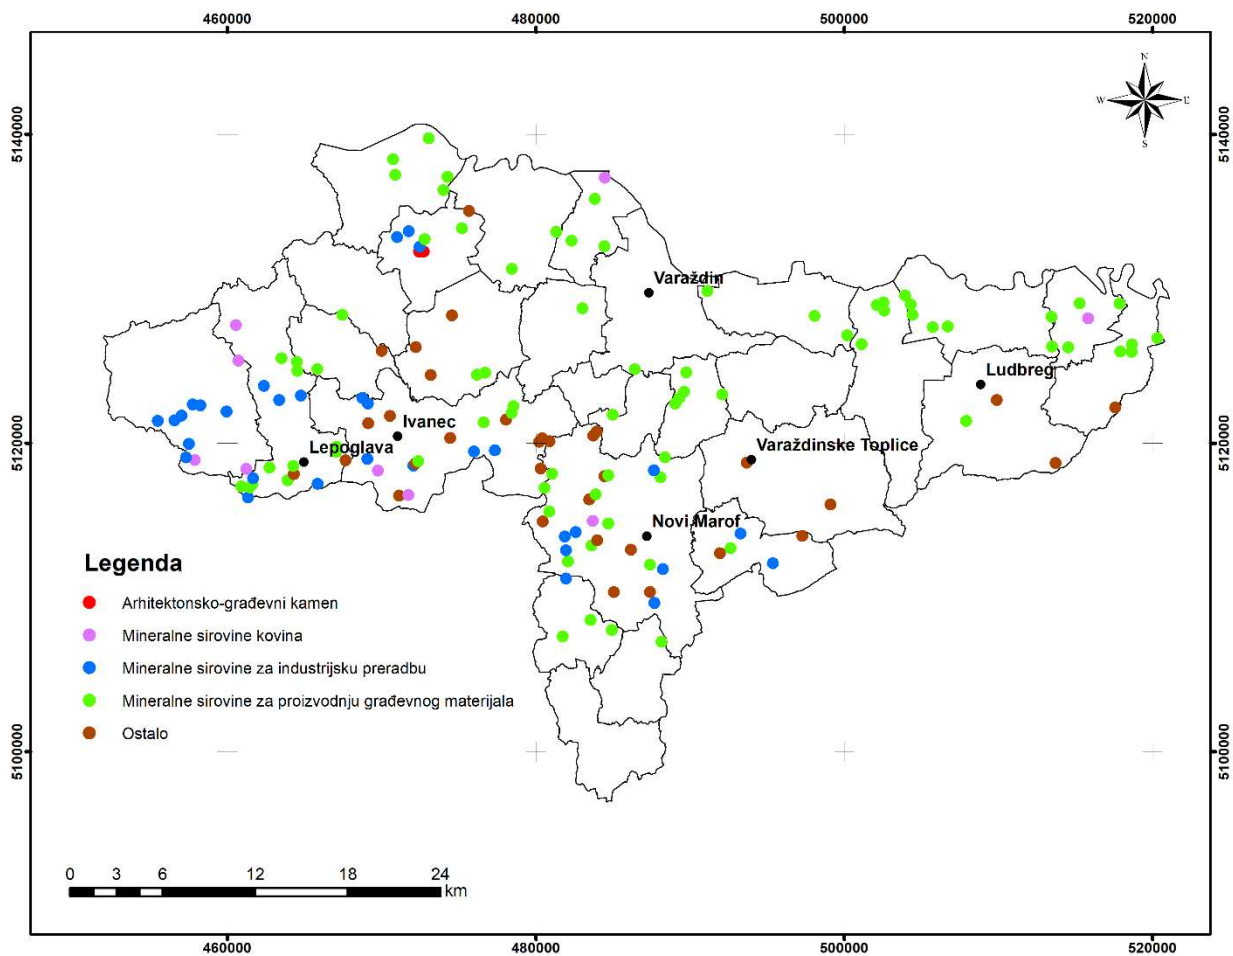 460000 480000 500000 520000
N
W E
S
5140000 5140000
Varaždin
Ludbreg
Ivanec
5120000 5120000
Lepoglava
Varaždinske Toplice
Novi Marof
Legenda
Arhitektonsko-građevni kamen
Mineralne sirovine kovina
Mineralne sirovine za industrijsku preradbu
Mineralne sirovine za proizvodnju građevnog materijala
Ostalo
5100000 5100000
0 3 6 12 18 24
km
460000 480000 500000 520000